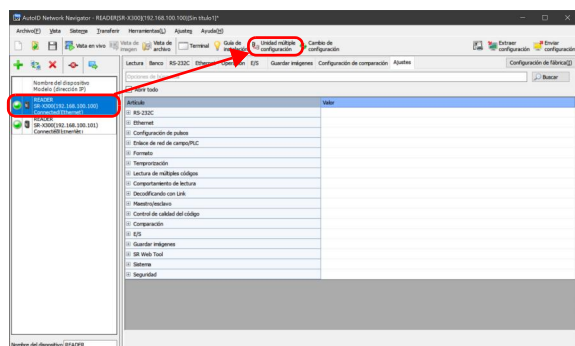 AutoID Network Navigator - READER[SR-X300][192.168.100.100][Sin título1]*
Archivo(F) Vista Sistema Transferir Herramientas(L) Ajustes Ayuda(H)
Vista en vivo Vista de imagen Vista de archivo Terminal Guía de instalación Unidad múltiple configuración Cambio de configuración Extraer configuración Enviar configuración
Lectura Banco RS-232C Ethernet Operación E/S Guardar imágenes Configuración de comparación Ajustes Configuración de fábrica(J)
Buscar
Abrir todo
Nombre del dispositivo
Modelo (dirección IP)
READER
SR-X300(192.168.100.100)
Connected(Ethernet)
READER
SR-X300(192.168.100.101)
Connected(Ethernet)
Artículo Valor
RS-232C
Ethernet
Configuración de pulsos
Enlace de red de campo/PLC
Formato
Temporización
Lectura de múltiples códigos
Comportamiento de lectura
Decodificando con Link
Maestro/esclavo
Control de calidad del código
Comparación
E/S
Guardar imágenes
SR Web Tool
Sistema
Seguridad
Nombre del dispositivo READER